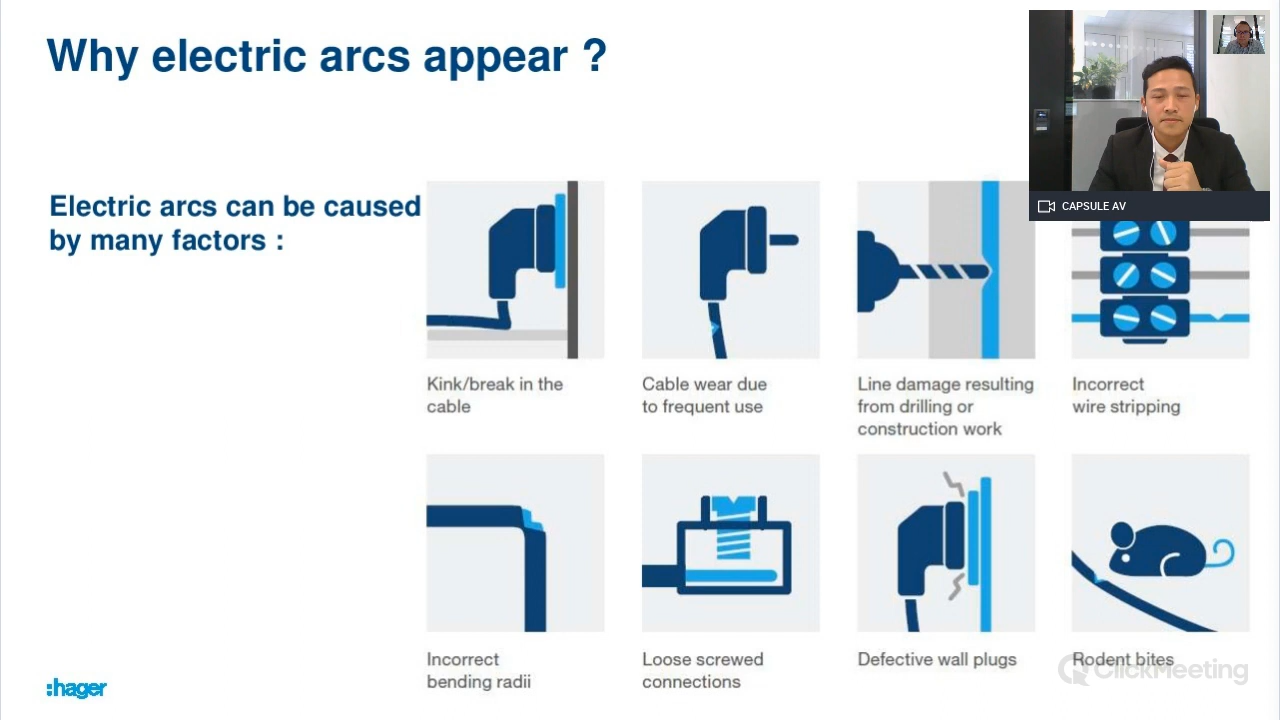 Why electric arcs appear ?
CAPSULE AV
Electric arcs can be caused
by many factors :
Kink/break in the
cable
Cable wear due
to frequent use
Line damage resulting
from drilling or
construction work
Incorrect
wire stripping
Incorrect
bending radii
Loose screwed
connections
Defective wall plugs
Rodent bites
:hager
ClickMeeting